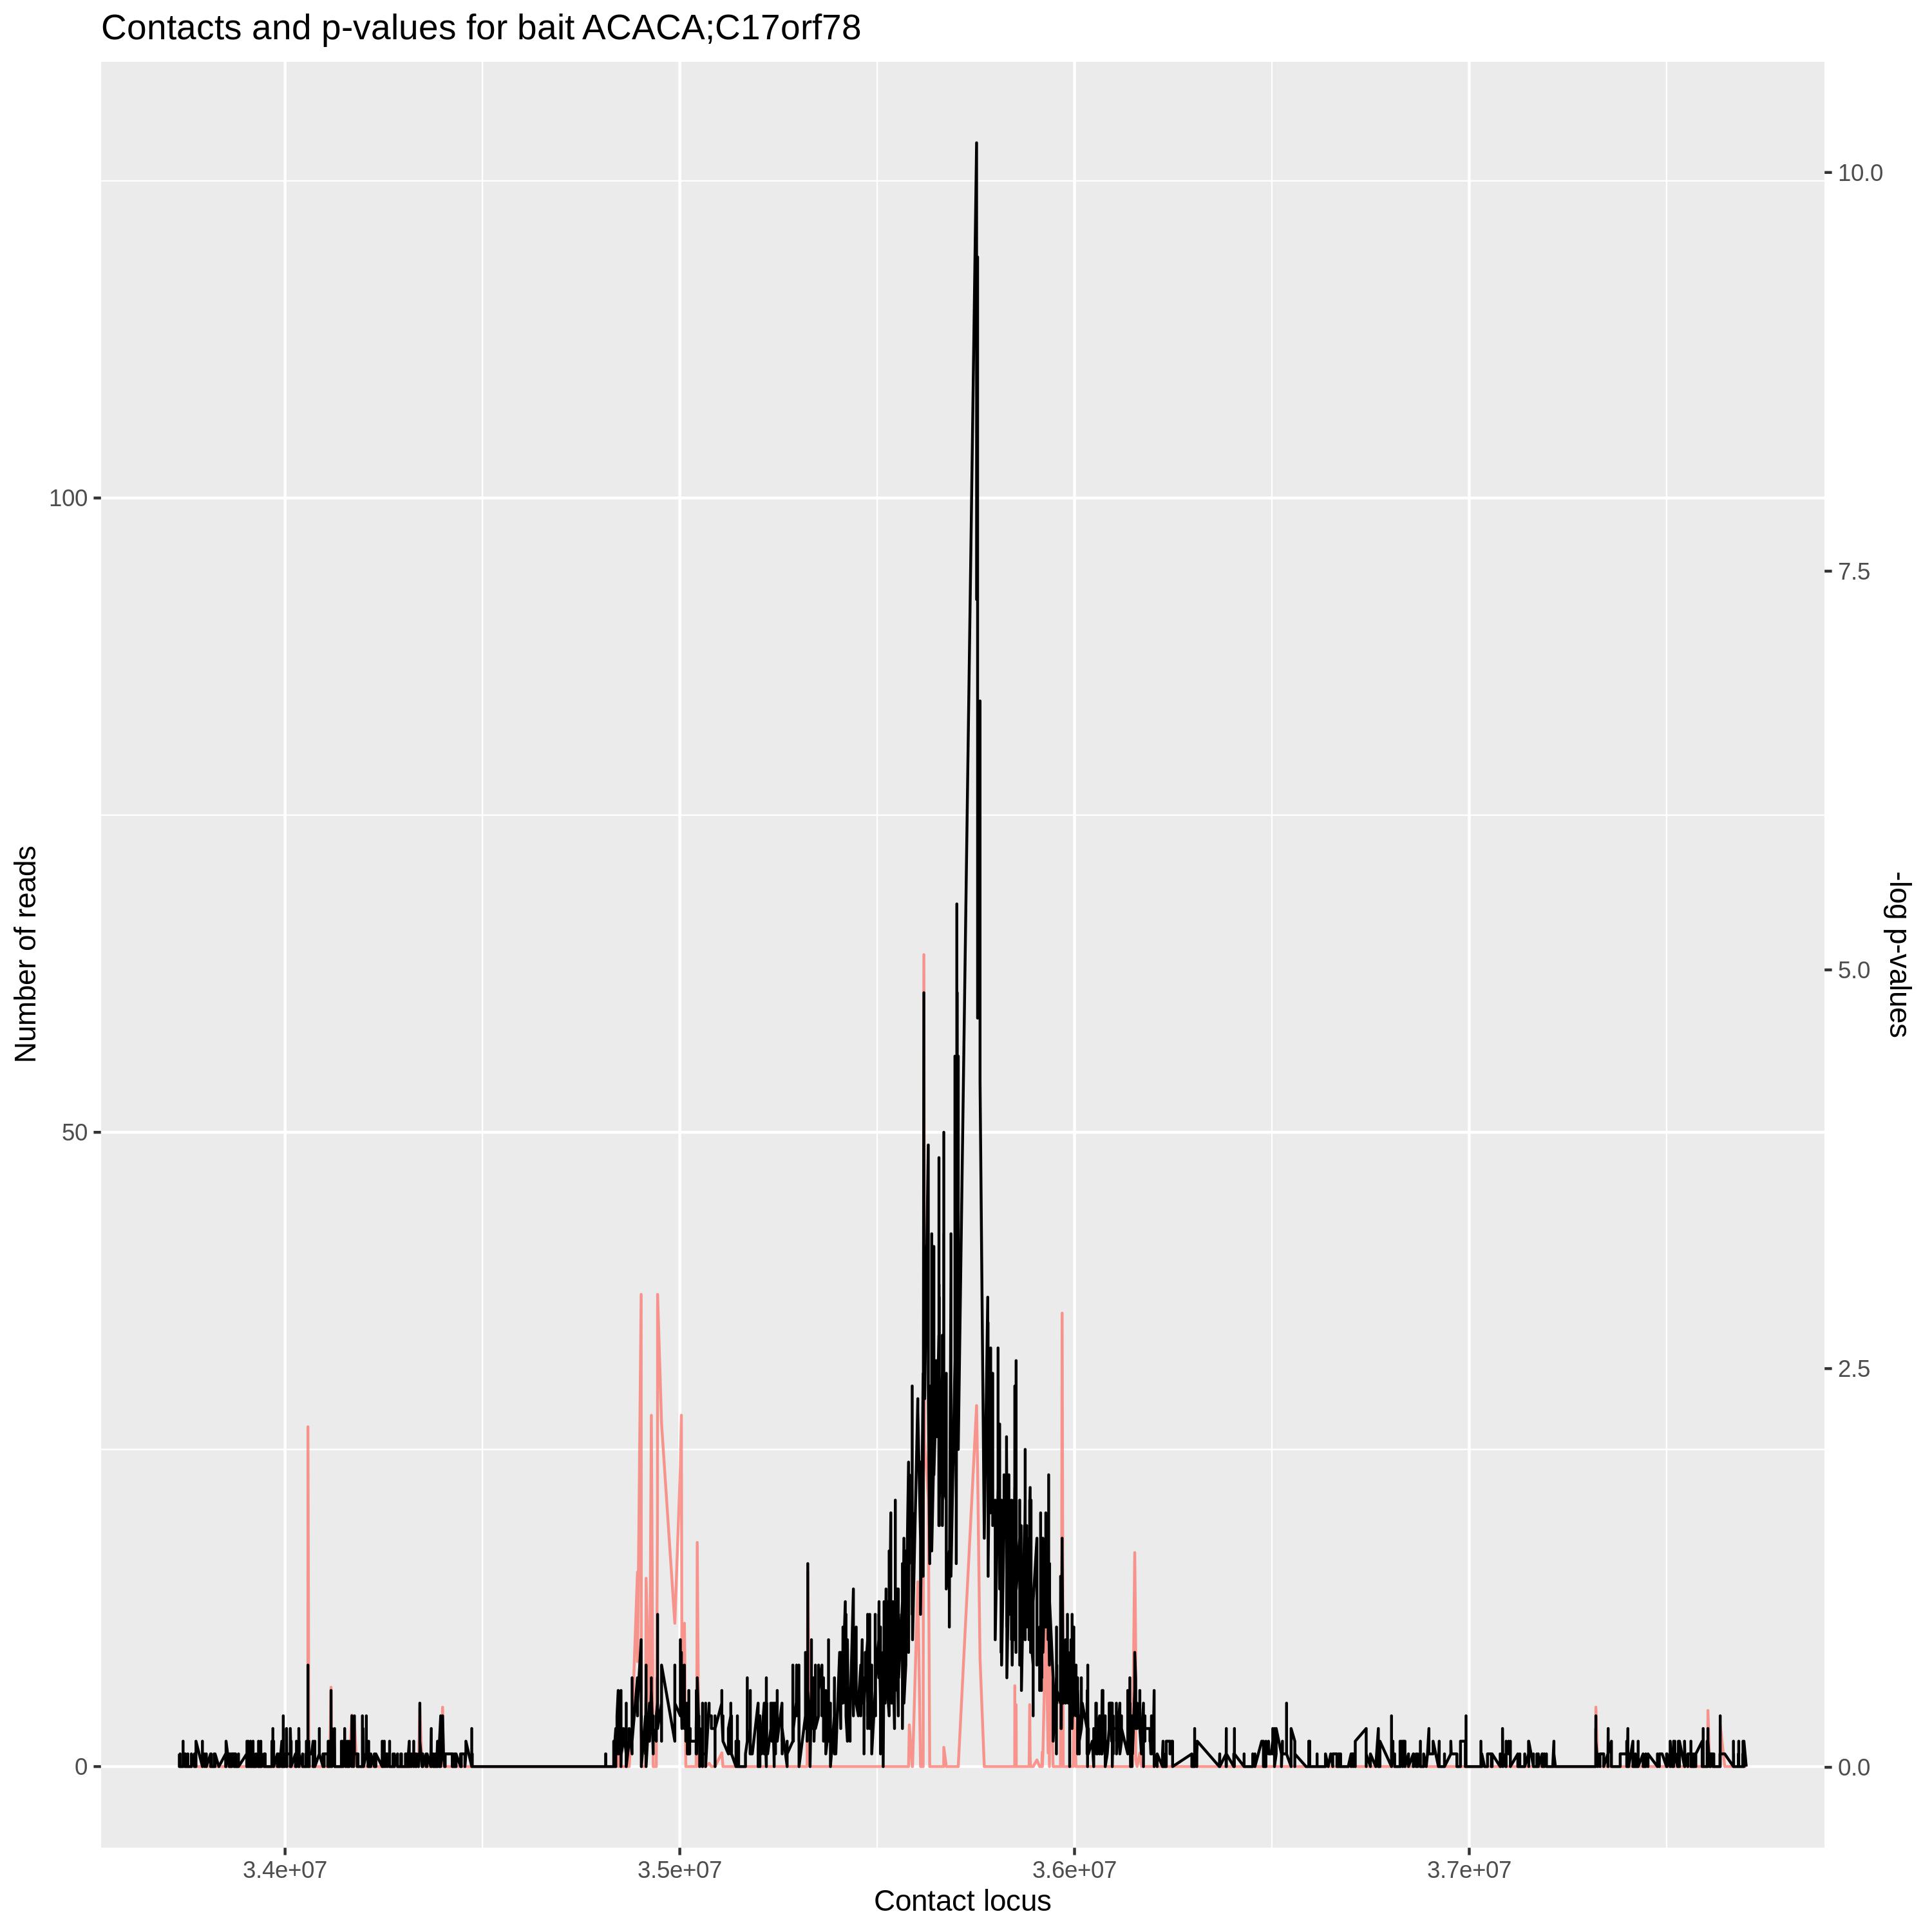 Contacts and p-values for bait ACACA;C17orf78
Number of reads
100
50
0
10.0
7.5
5.0
2.5
0.0
-log p-values
3.4e+07
3.5e+07
3.6e+07
3.7e+07
Contact locus